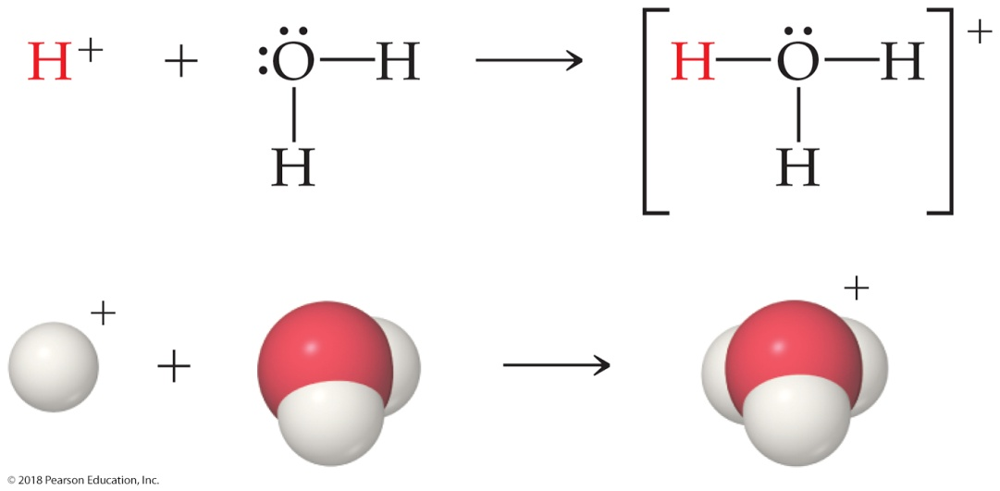 H+ + :Ö—H ⟶ [H—Ö—H]+
H H
+ +
+ ⟶
© 2018 Pearson Education, Inc.